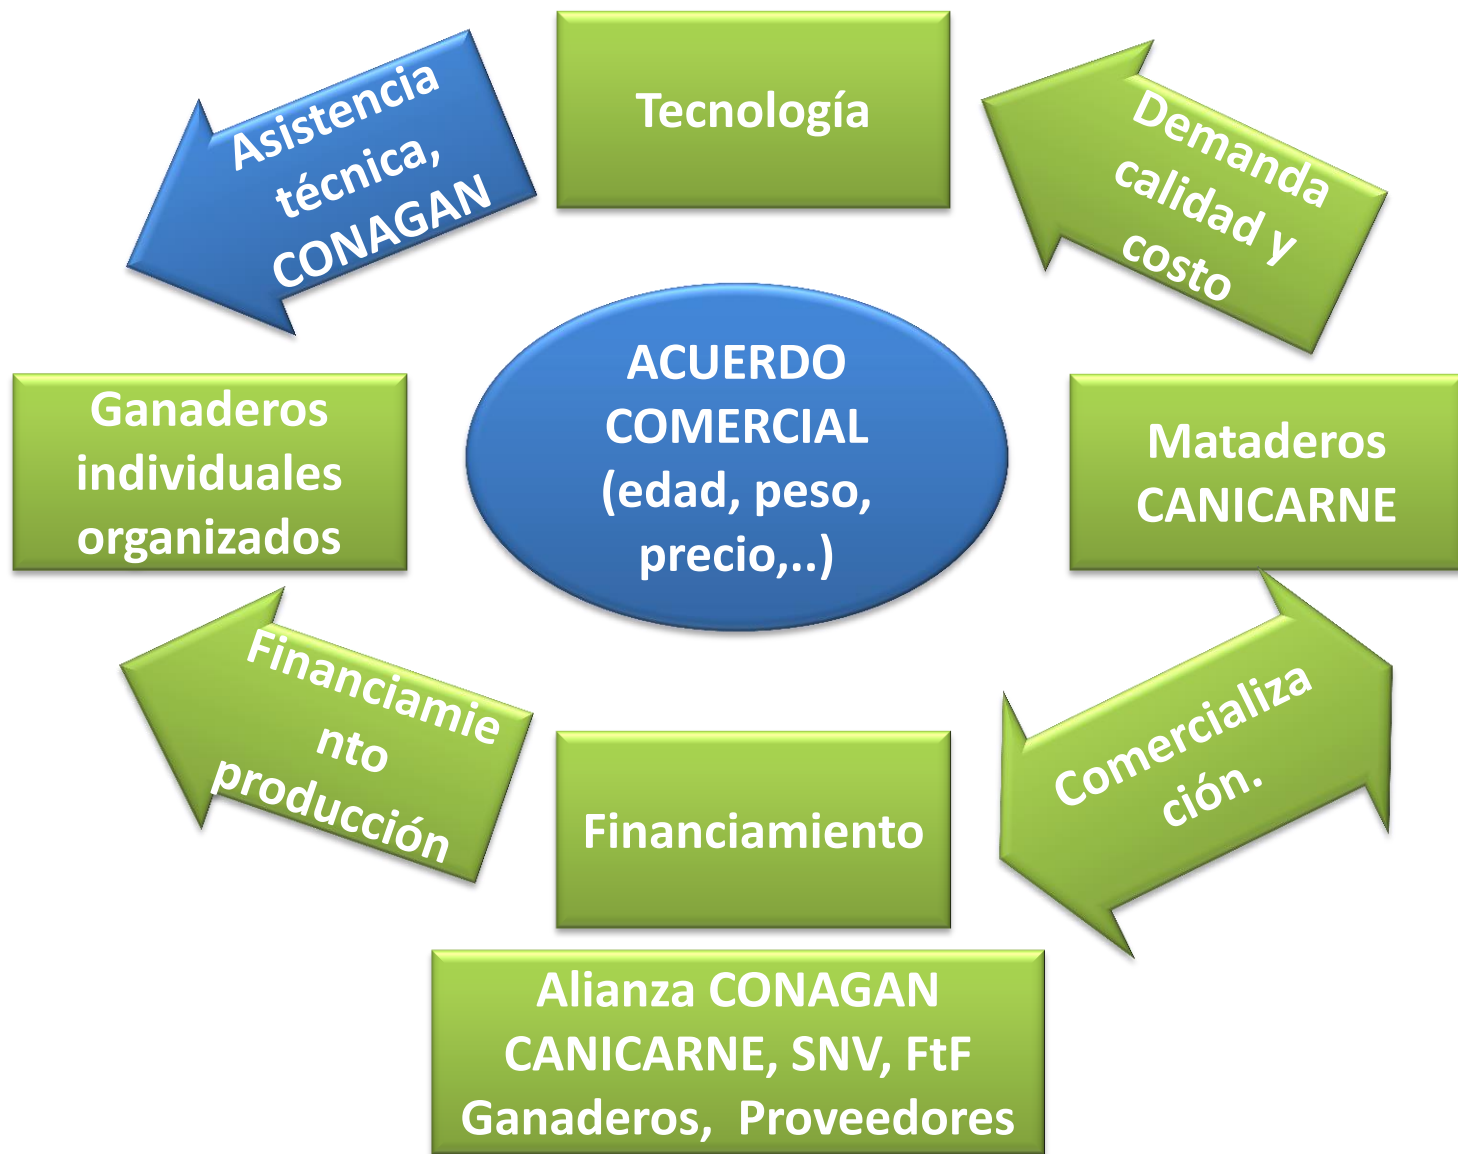 Asistencia
técnica,
CONAGAN
Tecnología
Demanda
calidad y
costo
Ganaderos
individuales
organizados
ACUERDO
COMERCIAL
(edad, peso,
precio,..)
Mataderos
CANICARNE
Financiamie
nto
producción
Financiamiento
Comercializa
ción.
Alianza CONAGAN
CANICARNE, SNV, FtF
Ganaderos,  Proveedores